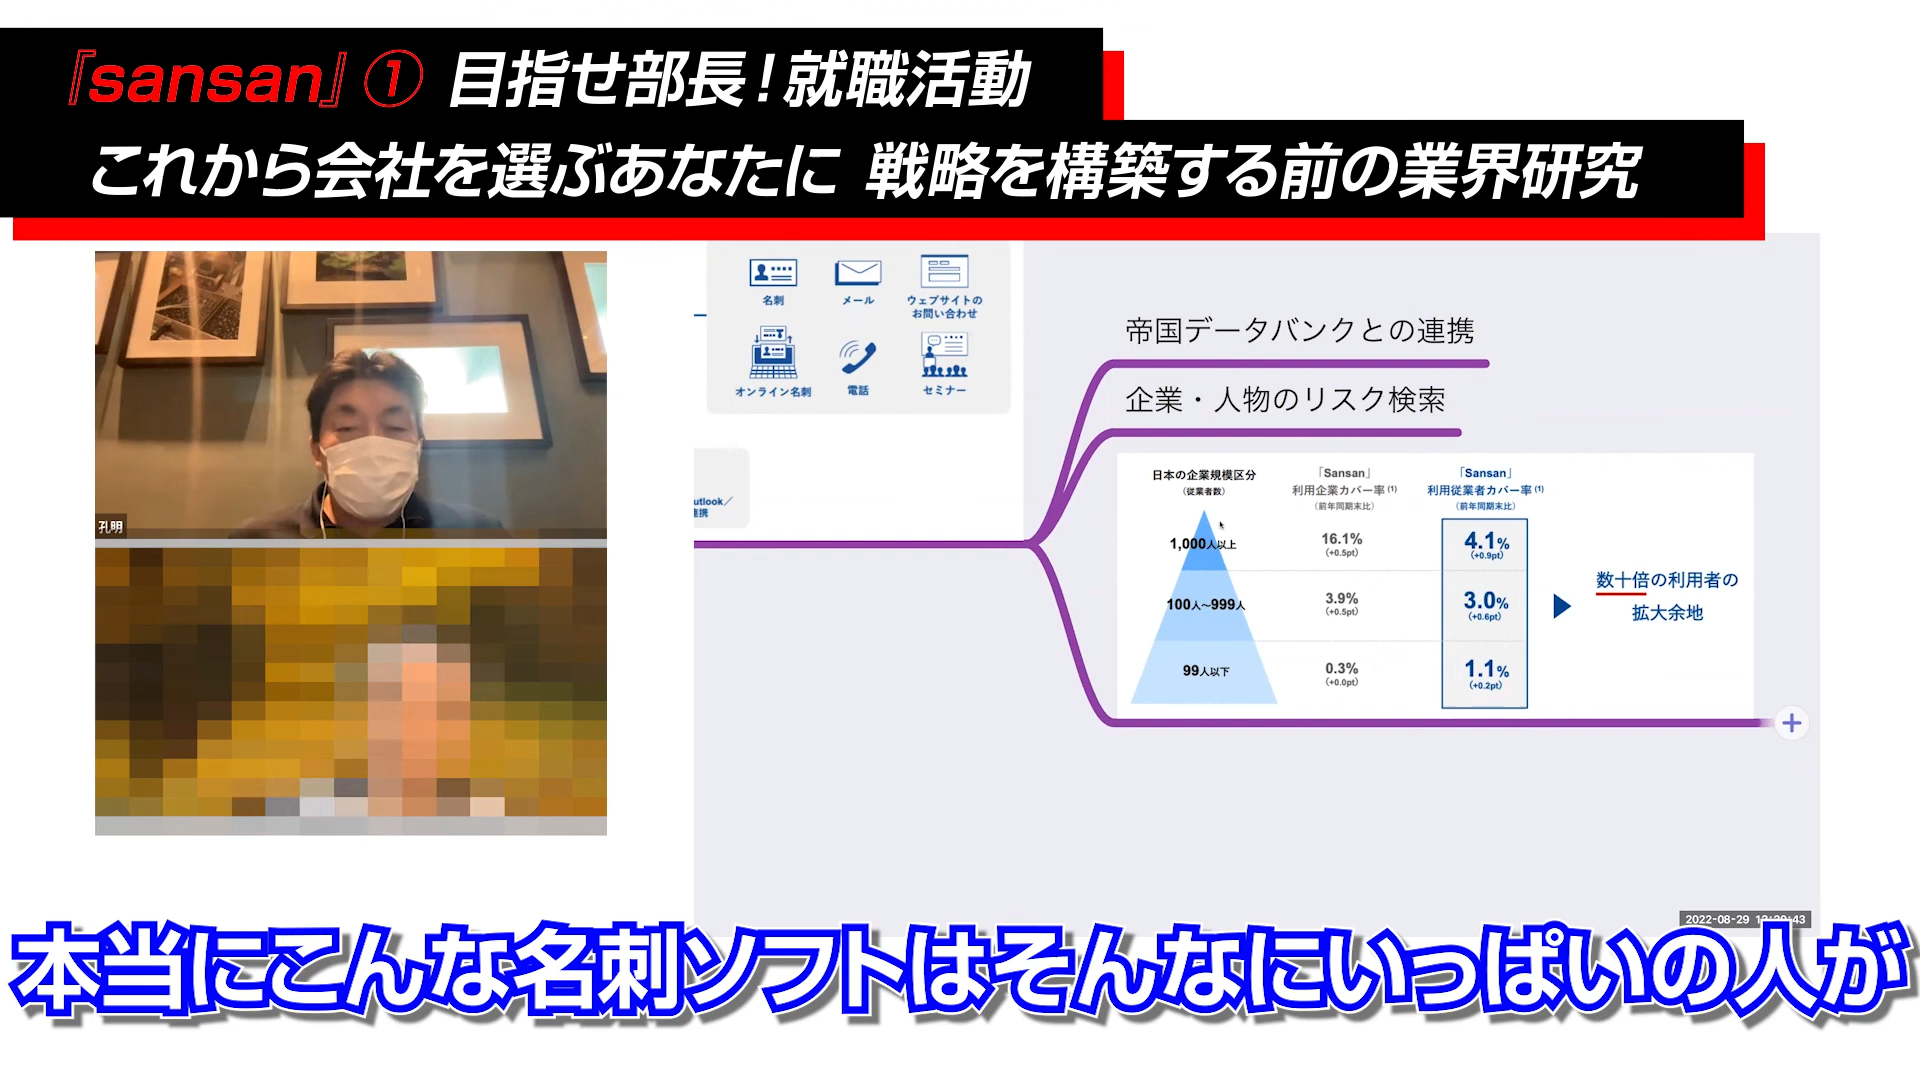 『sansan』① 目指せ部長！就職活動
これから会社を選ぶあなたに 戦略を構築する前の業界研究
名刺
メール
ウェブサイトの
お問い合わせ
オンライン名刺
電話
セミナー
utlook／
連携
孔明
帝国データバンクとの連携
企業・人物のリスク検索
日本の企業規模区分
（従業者数）
「Sansan」
利用企業カバー率(1)
（前年同期末比）
「Sansan」
利用従業者カバー率(1)
（前年同期末比）
1,000人以上
16.1%
(+0.5pt)
4.1%
(+0.9pt)
100人〜999人
3.9%
(+0.5pt)
3.0%
(+0.6pt)
99人以下
0.3%
(+0.0pt)
1.1%
(+0.2pt)
数十倍の利用者の
拡大余地
2022-08-29
本当にこんな名刺ソフトはそんなにいっぱいの人が